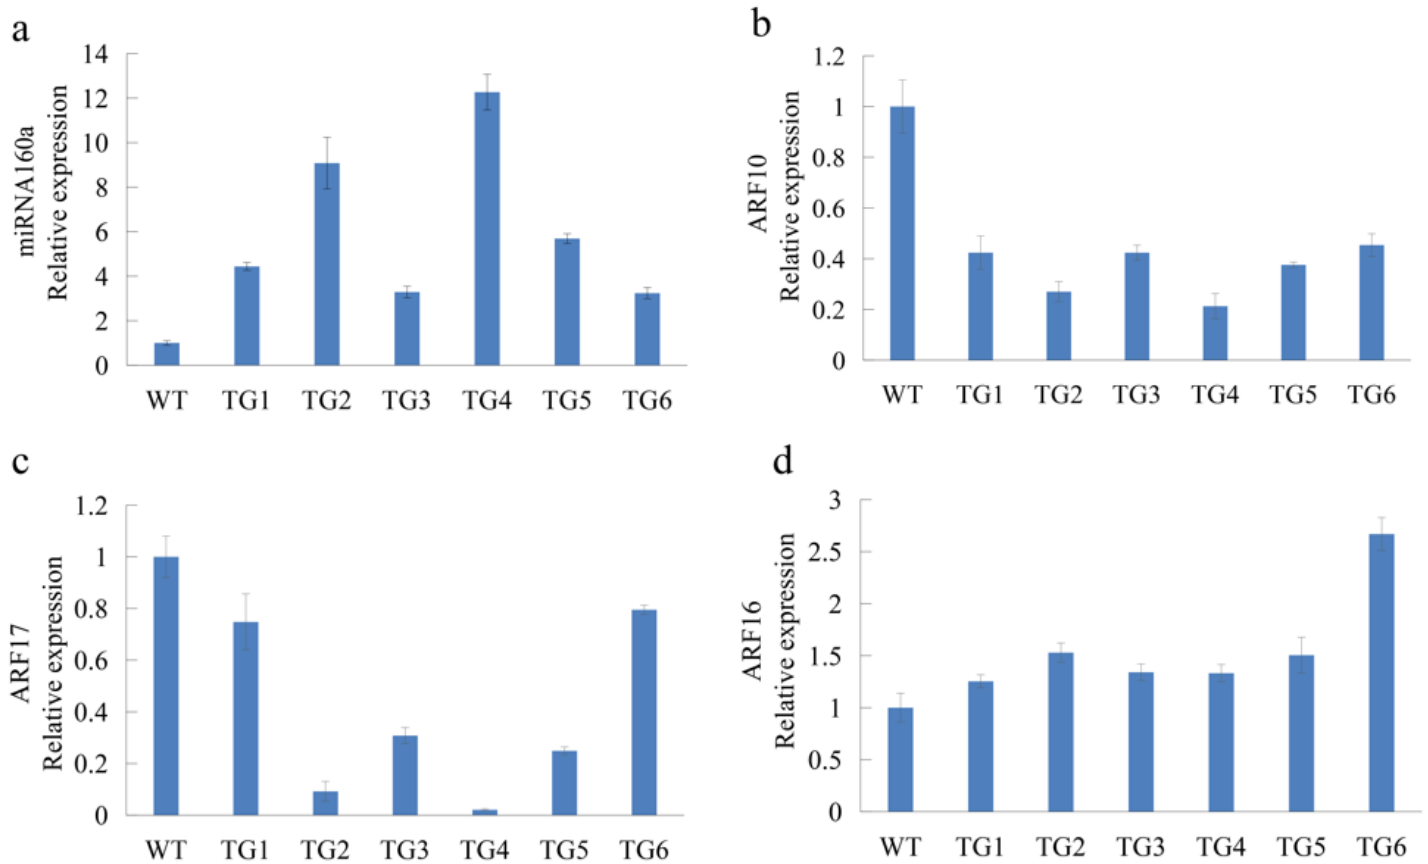 a
miRNA160a
Relative expression
14
12
10
8
6
4
2
0
WT TG1 TG2 TG3 TG4 TG5 TG6
b
ARF10
Relative expression
1.2
1
0.8
0.6
0.4
0.2
0
WT TG1 TG2 TG3 TG4 TG5 TG6
c
ARF17
Relative expression
1.2
1
0.8
0.6
0.4
0.2
0
WT TG1 TG2 TG3 TG4 TG5 TG6
d
ARF16
Relative expression
3
2.5
2
1.5
1
0.5
0
WT TG1 TG2 TG3 TG4 TG5 TG6